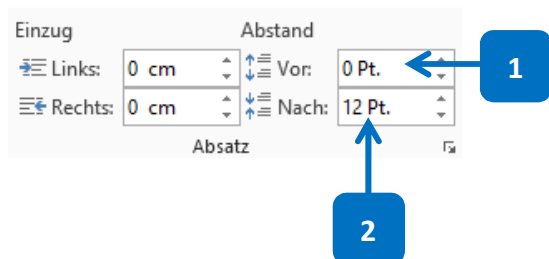 Einzug Abstand
Links: 0 cm Vor: 0 Pt. 1
Rechts: 0 cm Nach: 12 Pt.
Absatz
2